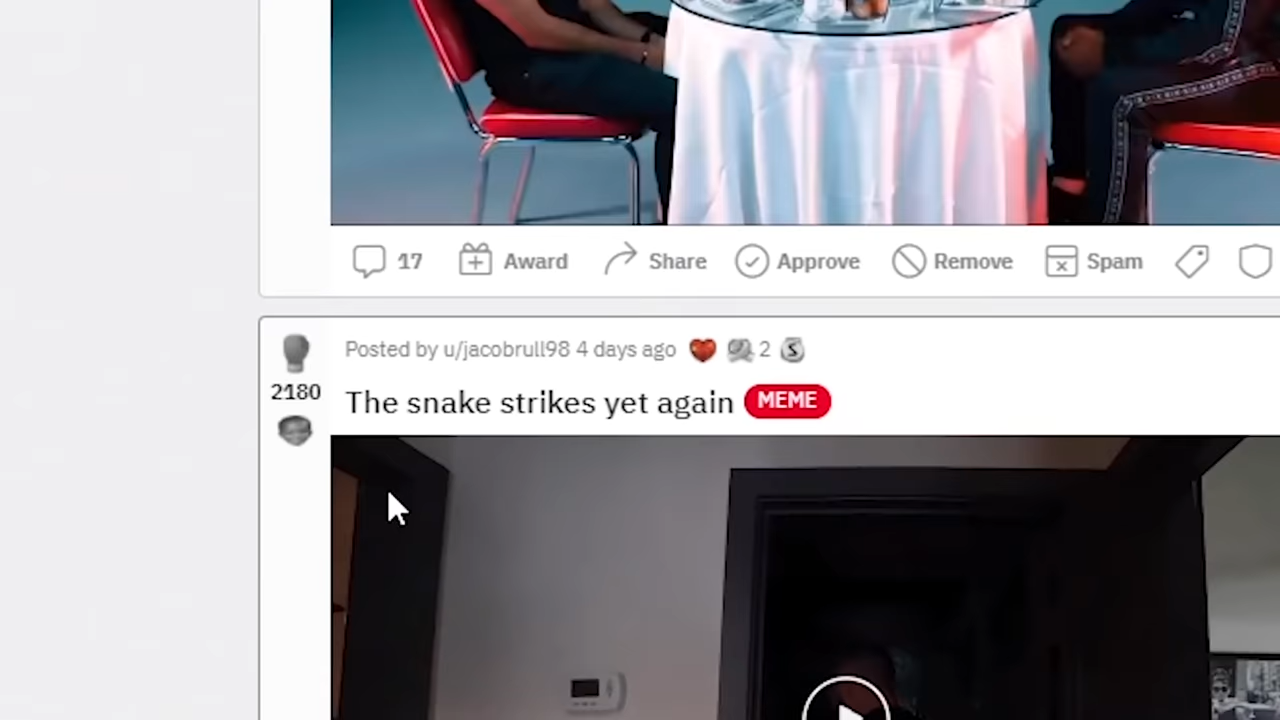 17 Award Share Approve Remove Spam
Posted by u/jacobrull98 4 days ago 2 S
2180
The snake strikes yet again MEME